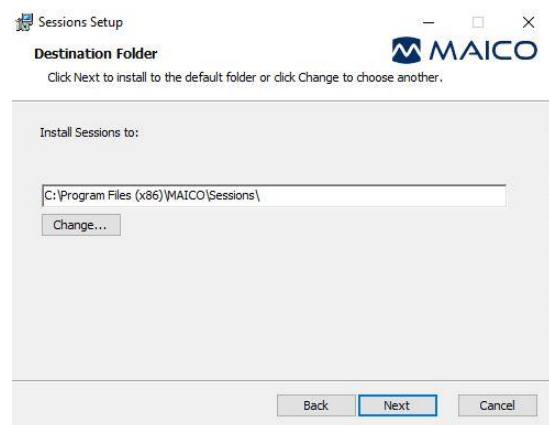 Sessions Setup
Destination Folder
MAICO
Click Next to install to the default folder or click Change to choose another.
Install Sessions to:
C:\Program Files (x86)\MAICO\Sessions\
Change...
Back Next Cancel